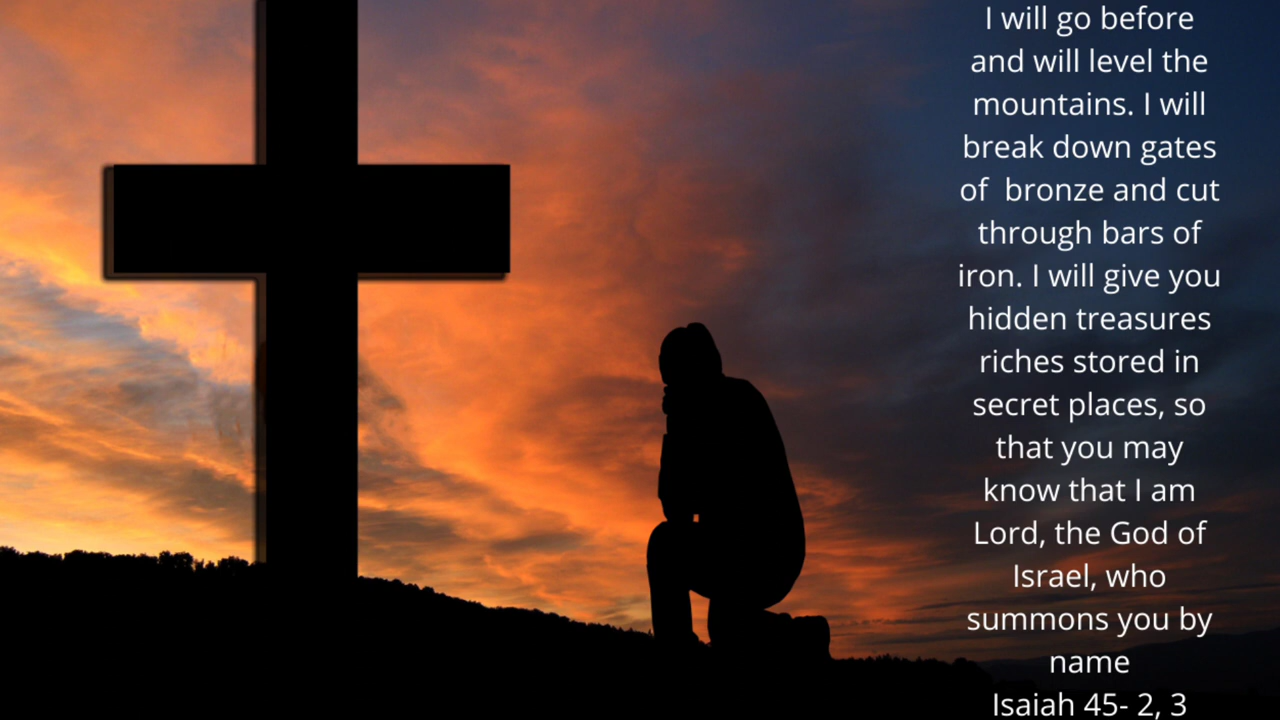 I will go before
and will level the
mountains. I will
break down gates
of  bronze and cut
through bars of
iron. I will give you
hidden treasures
riches stored in
secret places, so
that you may
know that I am
Lord, the God of
Israel, who
summons you by
name
Isaiah 45- 2, 3